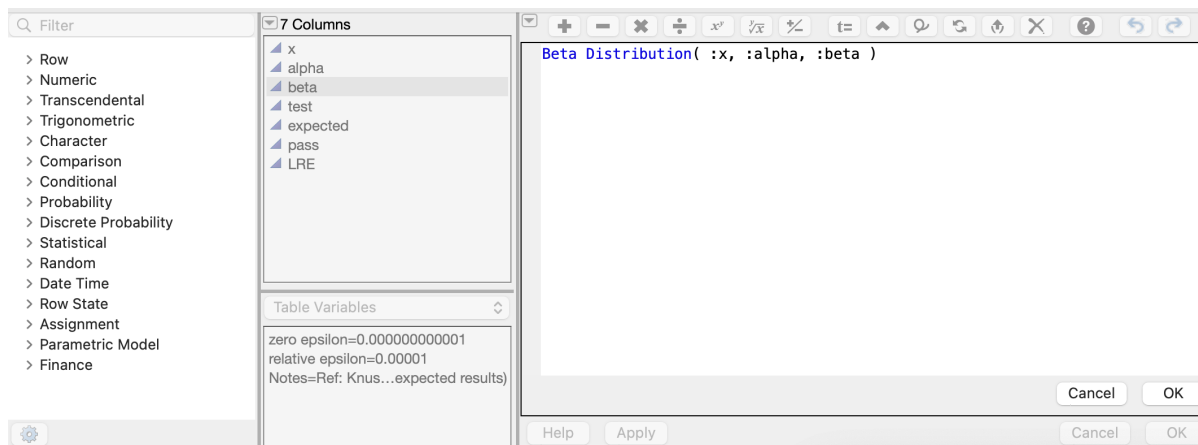 Filter
Row
Numeric
Transcendental
Trigonometric
Character
Comparison
Conditional
Probability
Discrete Probability
Statistical
Random
Date Time
Row State
Assignment
Parametric Model
Finance
7 Columns
x
alpha
beta
test
expected
pass
LRE
Table Variables
zero epsilon=0.000000000001
relative epsilon=0.00001
Notes=Ref: Knus…expected results)
t=
Beta Distribution( :x, :alpha, :beta )
Cancel OK
Help Apply Cancel OK